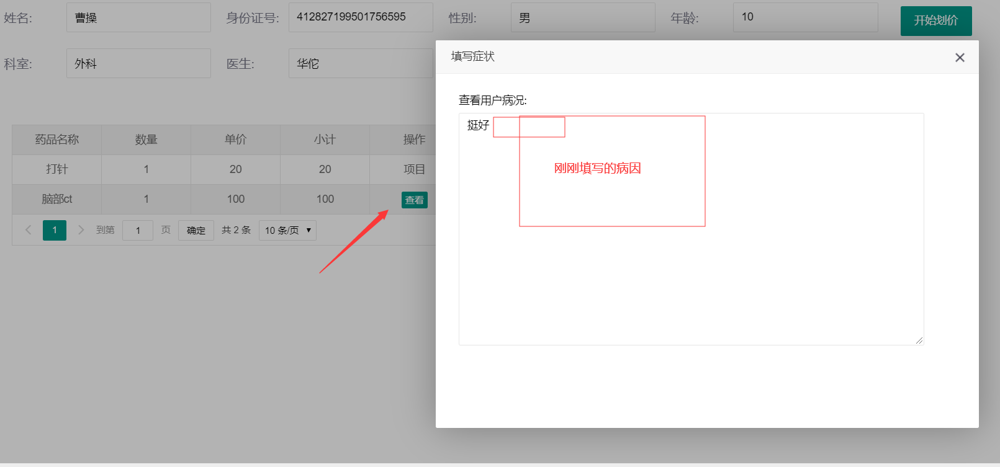 姓名: 曹操 身份证号: 412827199501756595 性别: 男 年龄: 10 开始划价
科室: 外科 医生: 华佗
填写症状
查看用户病况:
挺好
刚刚填写的病因
药品名称 数量 单价 小计 操作
打针 1 20 20 项目
脑部ct 1 100 100 查看
1 到第 1 页 确定 共 2 条 10 条/页